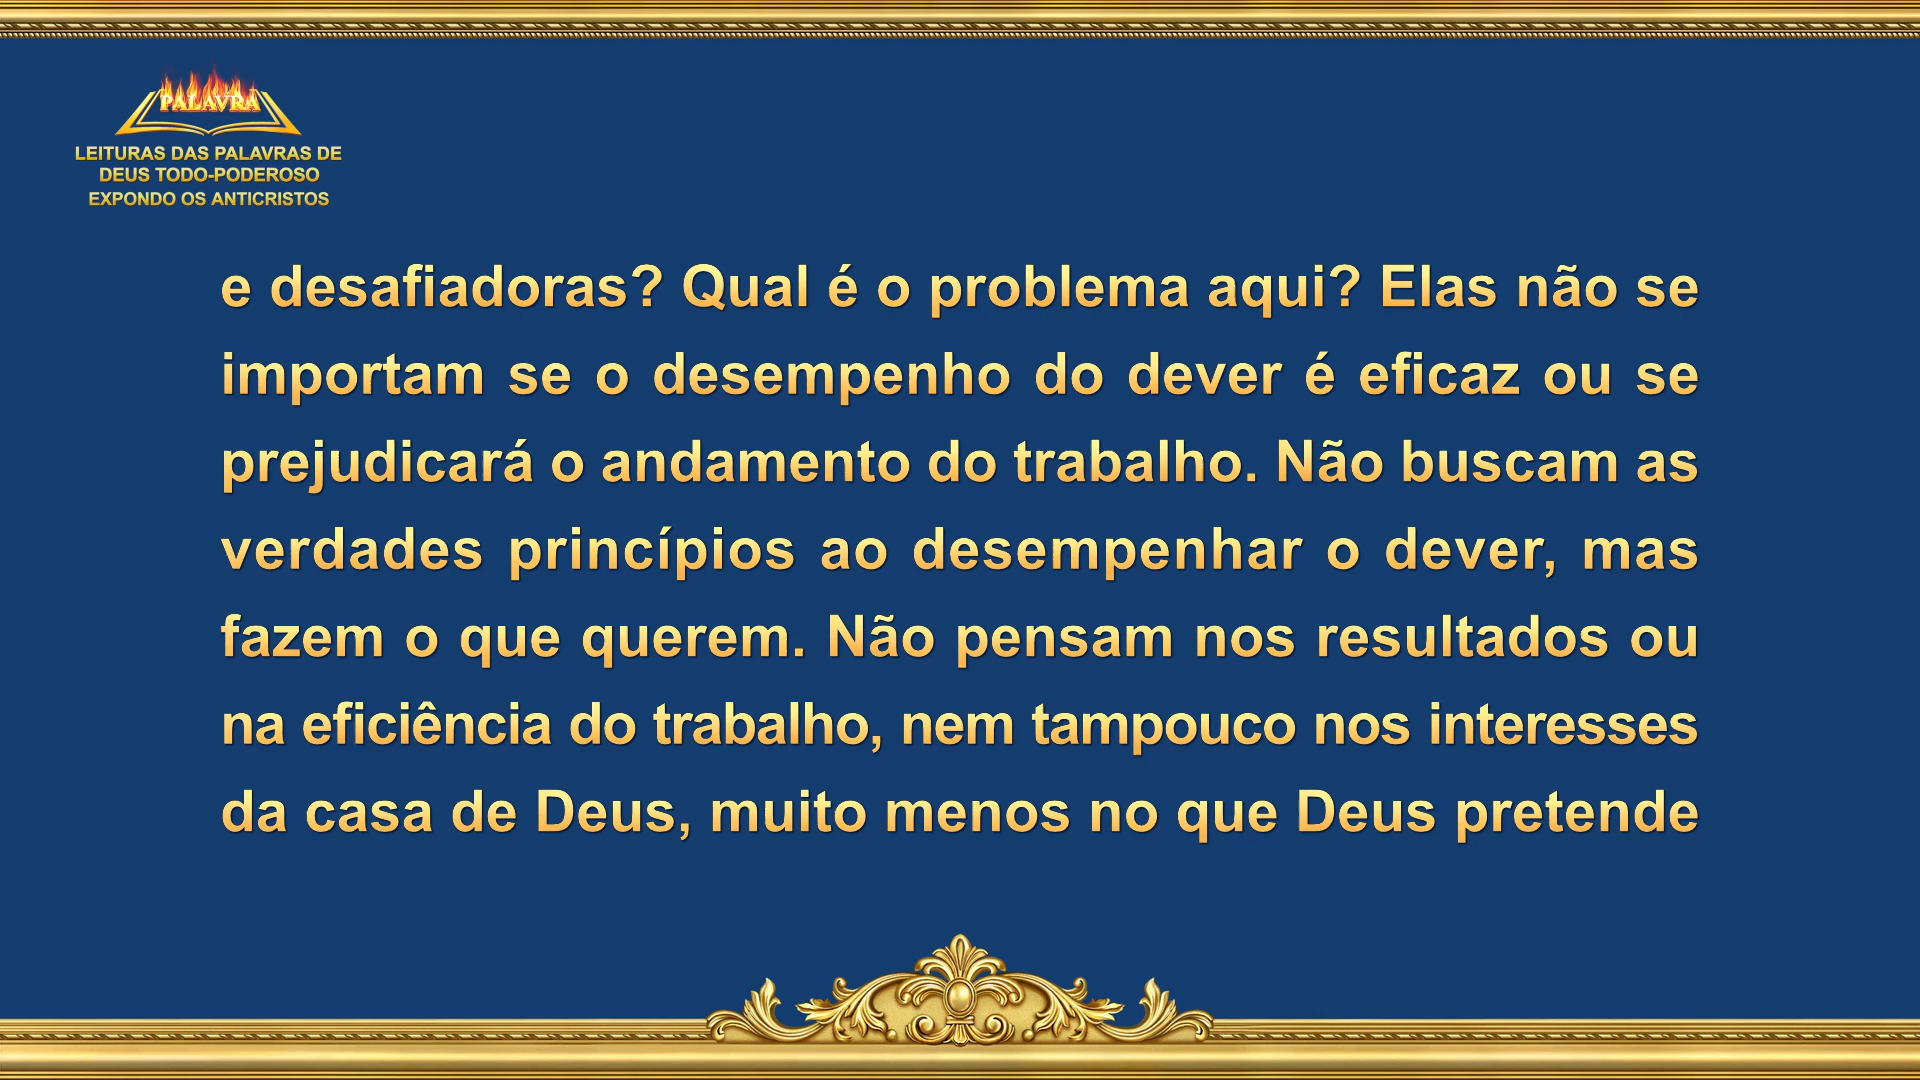 PALAVRA
LEITURAS DAS PALAVRAS DE
DEUS TODO-PODEROSO
EXPONDO OS ANTICRISTOS
e desafiadoras? Qual é o problema aqui? Elas não se
importam se o desempenho do dever é eficaz ou se
prejudicará o andamento do trabalho. Não buscam as
verdades princípios ao desempenhar o dever, mas
fazem o que querem. Não pensam nos resultados ou
na eficiência do trabalho, nem tampouco nos interesses
da casa de Deus, muito menos no que Deus pretende